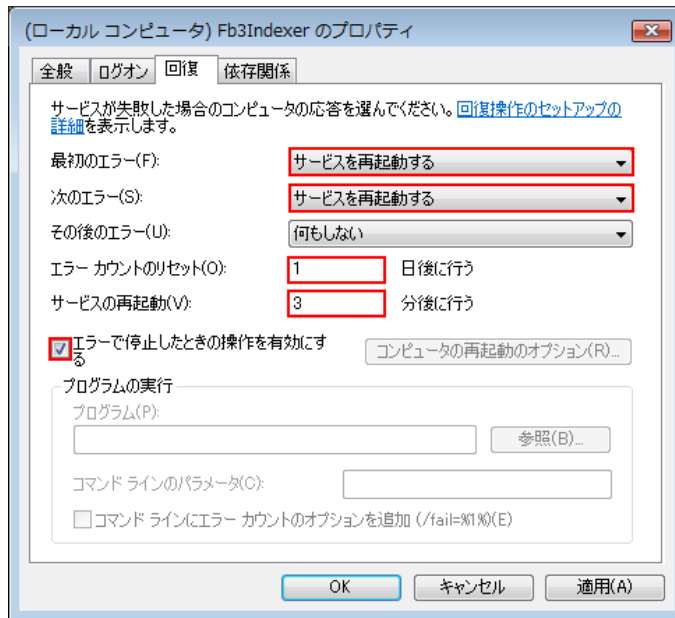 (ローカル コンピュータ) Fb3Indexer のプロパティ
全般 ログオン 回復 依存関係
サービスが失敗した場合のコンピュータの応答を選んでください。回復操作のセットアップの
詳細を表示します。
最初のエラー(F): サービスを再起動する
次のエラー(S): サービスを再起動する
その後のエラー(U): 何もしない
エラー カウントのリセット(O): 1 日後に行う
サービスの再起動(V): 3 分後に行う
エラーで停止したときの操作を有効にす
る
コンピュータの再起動のオプション(R)...
プログラムの実行
プログラム(P):
参照(B)...
コマンド ラインのパラメータ(C):
コマンド ラインにエラー カウントのオプションを追加 (/fail=%1%)(E)
OK キャンセル 適用(A)